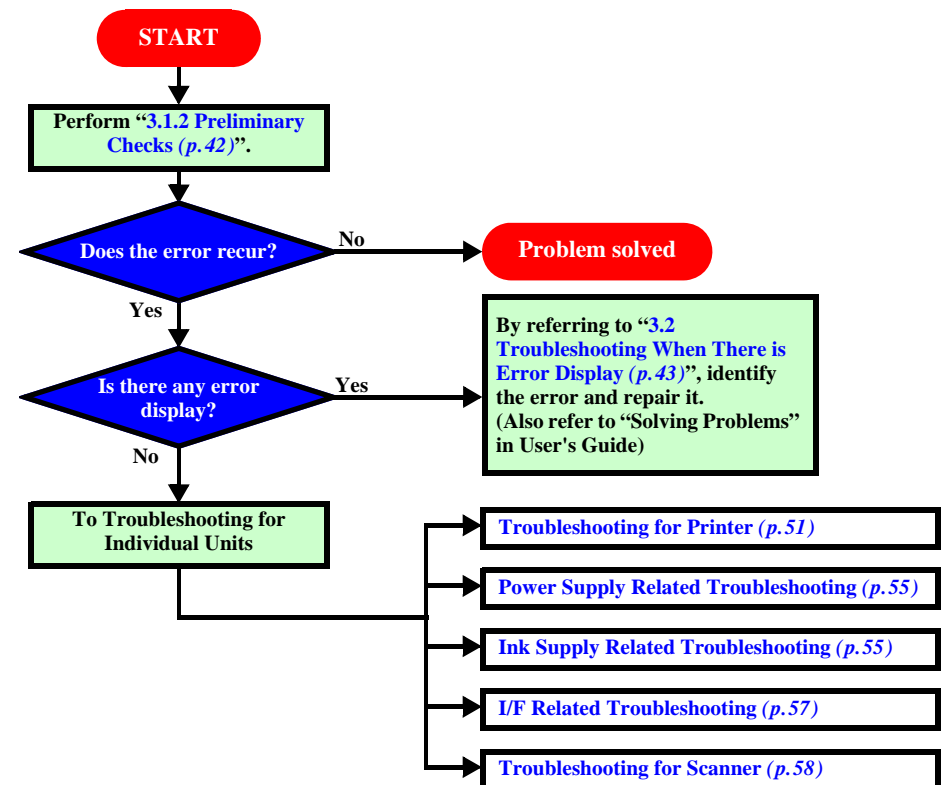 START
Perform “3.1.2 Preliminary
Checks (p.42)”.
Does the error recur?
No
Problem solved
Yes
Is there any error
display?
Yes
By referring to “3.2
Troubleshooting When There is
Error Display (p.43)”, identify
the error and repair it.
(Also refer to “Solving Problems”
in User's Guide)
No
To Troubleshooting for
Individual Units
Troubleshooting for Printer (p.51)
Power Supply Related Troubleshooting (p.55)
Ink Supply Related Troubleshooting (p.55)
I/F Related Troubleshooting (p.57)
Troubleshooting for Scanner (p.58)